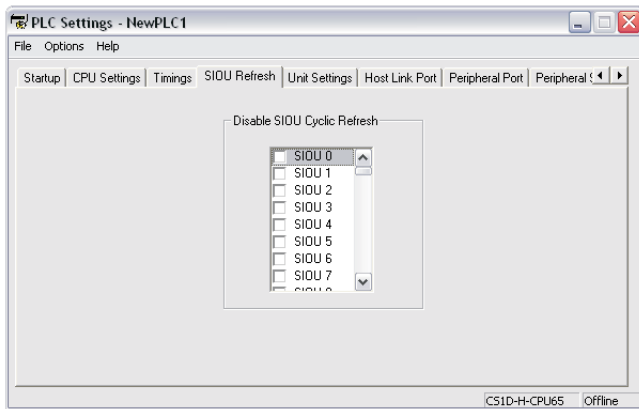 PLC Settings - NewPLC1
File Options Help
Startup CPU Settings Timings SIOU Refresh Unit Settings Host Link Port Peripheral Port Peripheral
Disable SIOU Cyclic Refresh
SIOU 0
SIOU 1
SIOU 2
SIOU 3
SIOU 4
SIOU 5
SIOU 6
SIOU 7
CS1D-H-CPU65 Offline